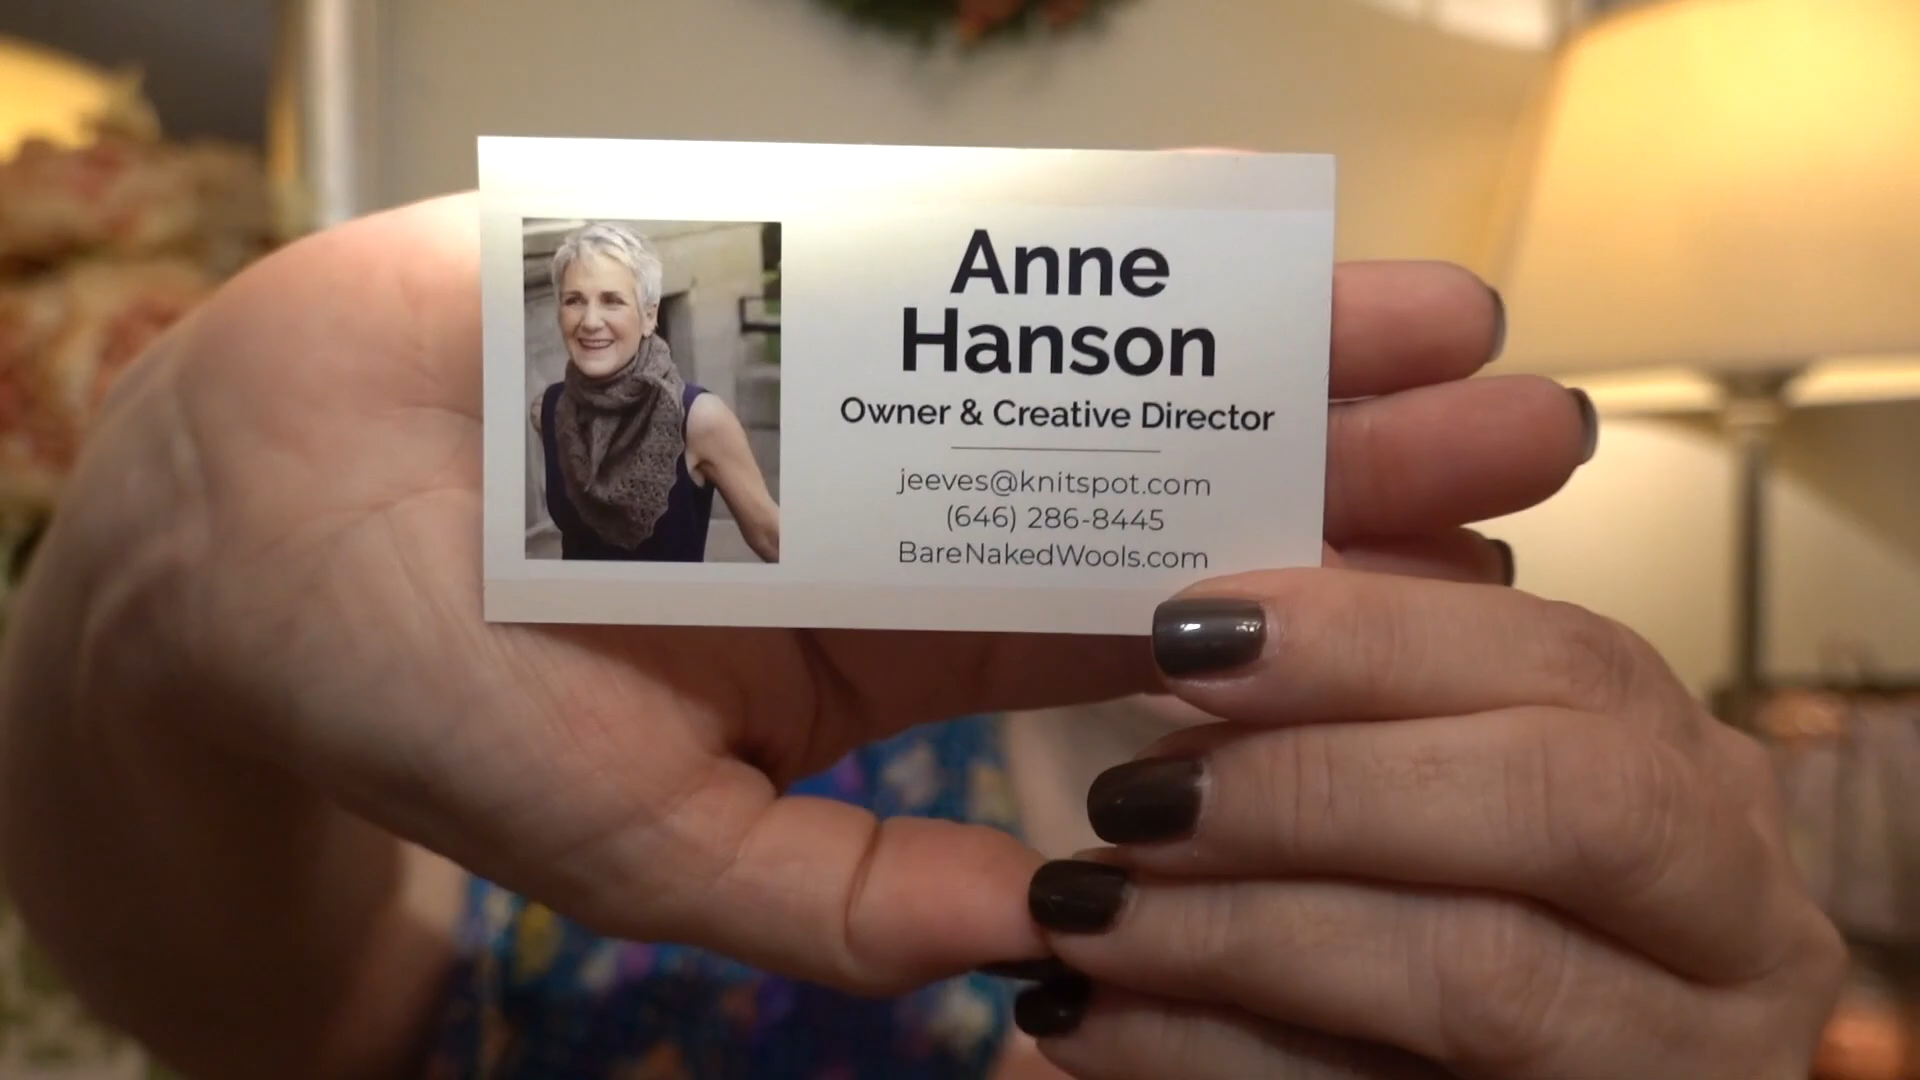 Anne
Hanson
Owner & Creative Director
jeeves@knitspot.com
(646) 286-8445
BareNakedWools.com